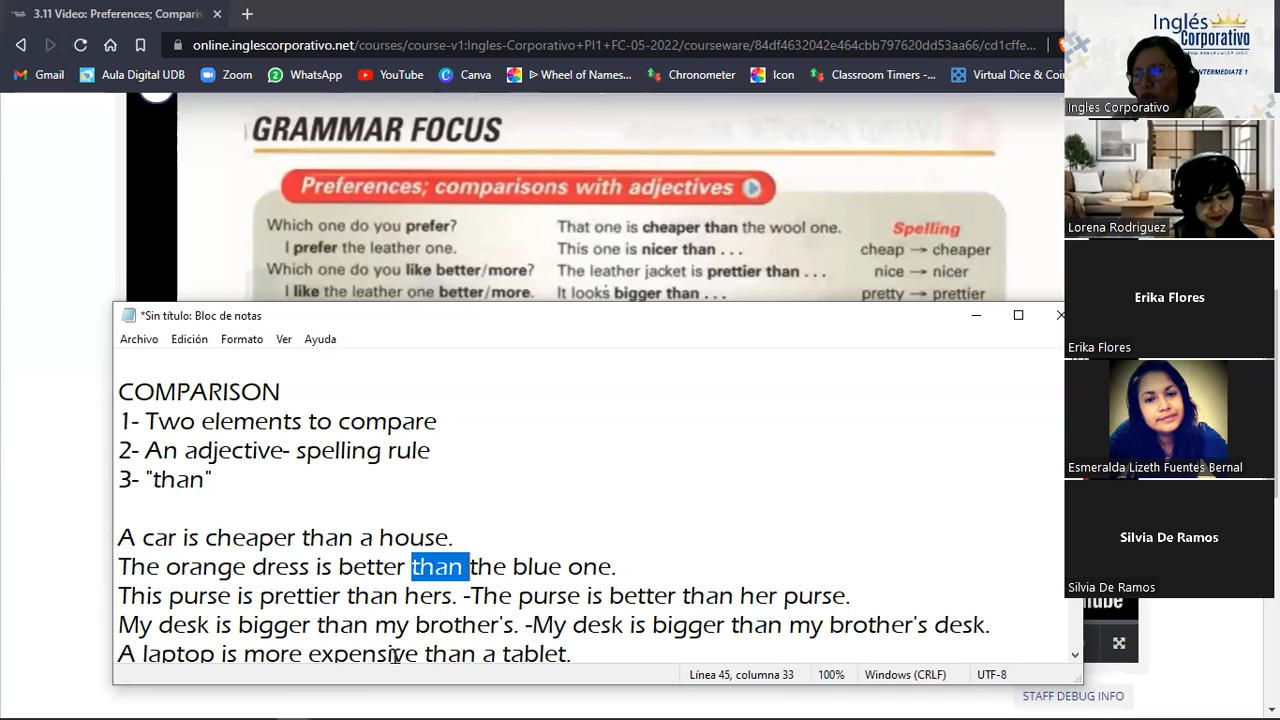 3.11 Video: Preferences; Comparis
online.inglescorporativo.net/courses/course-v1:Ingles-Corporativo+PI1+FC-05-2022/courseware/84df4632042e464cbb797620dd53aa66/cd1cffe...
Gmail Aula Digital UDB Zoom WhatsApp YouTube Canva ᐅ Wheel of Names... Chronometer Icon Classroom Timers -... Virtual Dice & Coi
GRAMMAR FOCUS
Preferences; comparisons with adjectives
Which one do you prefer?
I prefer the leather one.
Which one do you like better/more?
I like the leather one better/more.
That one is cheaper than the wool one.
This one is nicer than . . .
The leather jacket is prettier than . . .
It looks bigger than . . .
Spelling
cheap → cheaper
nice → nicer
pretty → prettier
*Sin título: Bloc de notas
Archivo Edición Formato Ver Ayuda
COMPARISON
1- Two elements to compare
2- An adjective- spelling rule
3- "than"
A car is cheaper than a house.
The orange dress is better than the blue one.
This purse is prettier than hers. -The purse is better than her purse.
My desk is bigger than my brother's. -My desk is bigger than my brother's desk.
A laptop is more expensive than a tablet.
Línea 45, columna 33 100% Windows (CRLF) UTF-8
STAFF DEBUG INFO
Inglés
Corporativo
INTERMEDIATE 1
Ingles Corporativo
Lorena Rodriguez
Erika Flores
Erika Flores
Esmeralda Lizeth Fuentes Bernal
Silvia De Ramos
Silvia De Ramos